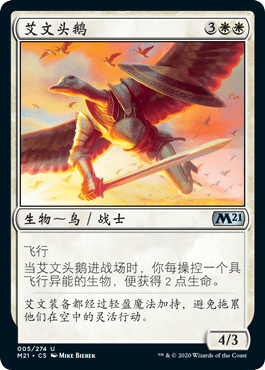 艾文头鹅 3
生物～鸟／战士 M21
飞行
当艾文头鹅进战场时，你每操控一个具
飞行异能的生物，便获得2点生命。
艾文装备都经过轻盈魔法加持，避免拖累
他们在空中的灵活行动。
4/3
005/274 U
M21 • CS MIKE BIEREK
™ & © 2020 Wizards of the Coast